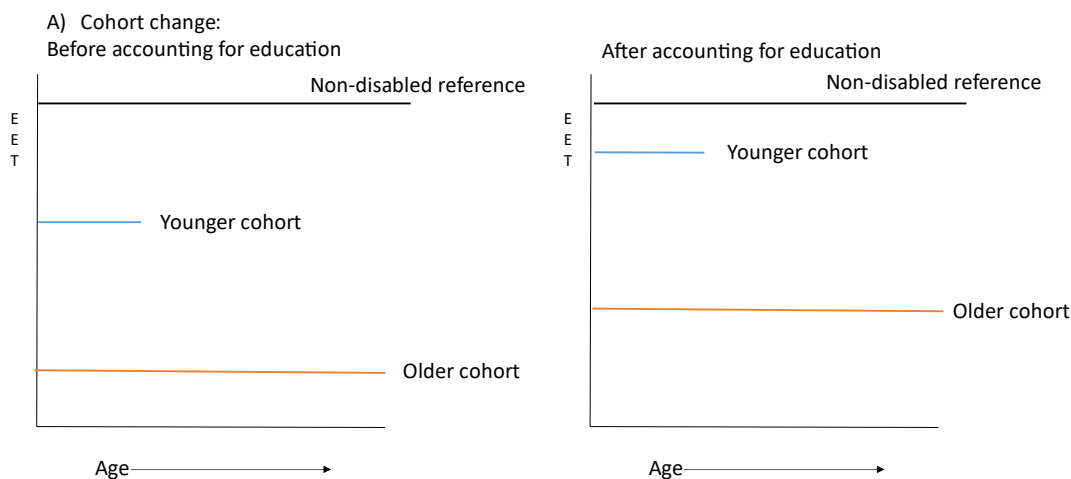 A) Cohort change:
Before accounting for education
Non-disabled reference
E
E
T
Younger cohort
Older cohort
Age
After accounting for education
Non-disabled reference
E
E
T
Younger cohort
Older cohort
Age